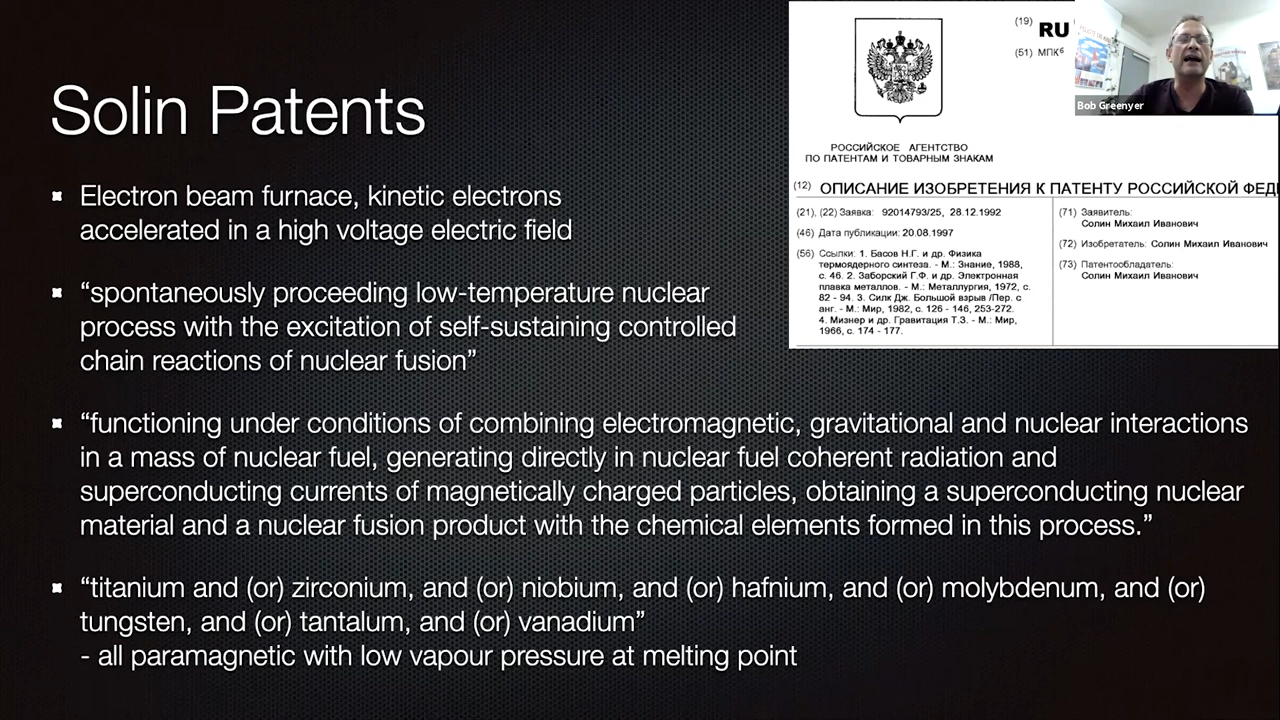 Solin Patents
Electron beam furnace, kinetic electrons
accelerated in a high voltage electric field
“spontaneously proceeding low-temperature nuclear
process with the excitation of self-sustaining controlled
chain reactions of nuclear fusion”
“functioning under conditions of combining electromagnetic, gravitational and nuclear interactions
in a mass of nuclear fuel, generating directly in nuclear fuel coherent radiation and
superconducting currents of magnetically charged particles, obtaining a superconducting nuclear
material and a nuclear fusion product with the chemical elements formed in this process.”
“titanium and (or) zirconium, and (or) niobium, and (or) hafnium, and (or) molybdenum, and (or)
tungsten, and (or) tantalum, and (or) vanadium”
- all paramagnetic with low vapour pressure at melting point
(19) RU
(51) МПК6
Bob Greenyer
РОССИЙСКОЕ АГЕНТСТВО
ПО ПАТЕНТАМ И ТОВАРНЫМ ЗНАКАМ
(12) ОПИСАНИЕ ИЗОБРЕТЕНИЯ К ПАТЕНТУ РОССИЙСКОЙ ФЕД
(21), (22) Заявка: 92014793/25, 28.12.1992
(46) Дата публикации: 20.08.1997
(56) Ссылки: 1. Басов Н.Г. и др. Физика
термоядерного синтеза. - М.: Знание, 1988,
с. 46. 2. Заборский Г.Ф. и др. Электронная
плавка металлов. - М.: Металлургия, 1972, с.
82 - 94. 3. Силк Дж. Большой взрыв /Пер. с
анг. - М.: Мир, 1982, с. 126 - 146, 253-272.
4. Мизнер и др. Гравитация Т.З. - М.: Мир,
1966, с. 174 - 177.
(71) Заявитель:
Солин Михаил Иванович
(72) Изобретатель: Солин Михаил Иванович
(73) Патентообладатель:
Солин Михаил Иванович